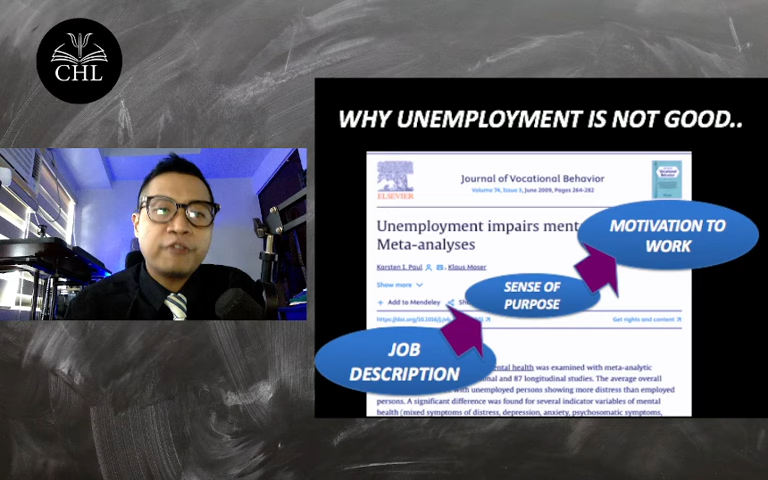 CHL
WHY UNEMPLOYMENT IS NOT GOOD..
ELSEVIER
Journal of Vocational Behavior
Volume 74, Issue 3, June 2009, Pages 264-282
Unemployment impairs ment
Meta-analyses
Karsten I. Paul, Klaus Moser
Show more
+ Add to Mendeley
Get rights and content
MOTIVATION TO
WORK
SENSE OF
PURPOSE
JOB
DESCRIPTION
ental health was examined with meta-analytic
nal and 87 longitudinal studies. The average overall
with unemployed persons showing more distress than employed
persons. A significant difference was found for several indicator variables of mental
health (mixed symptoms of distress, depression, anxiety, psychosomatic symptoms,